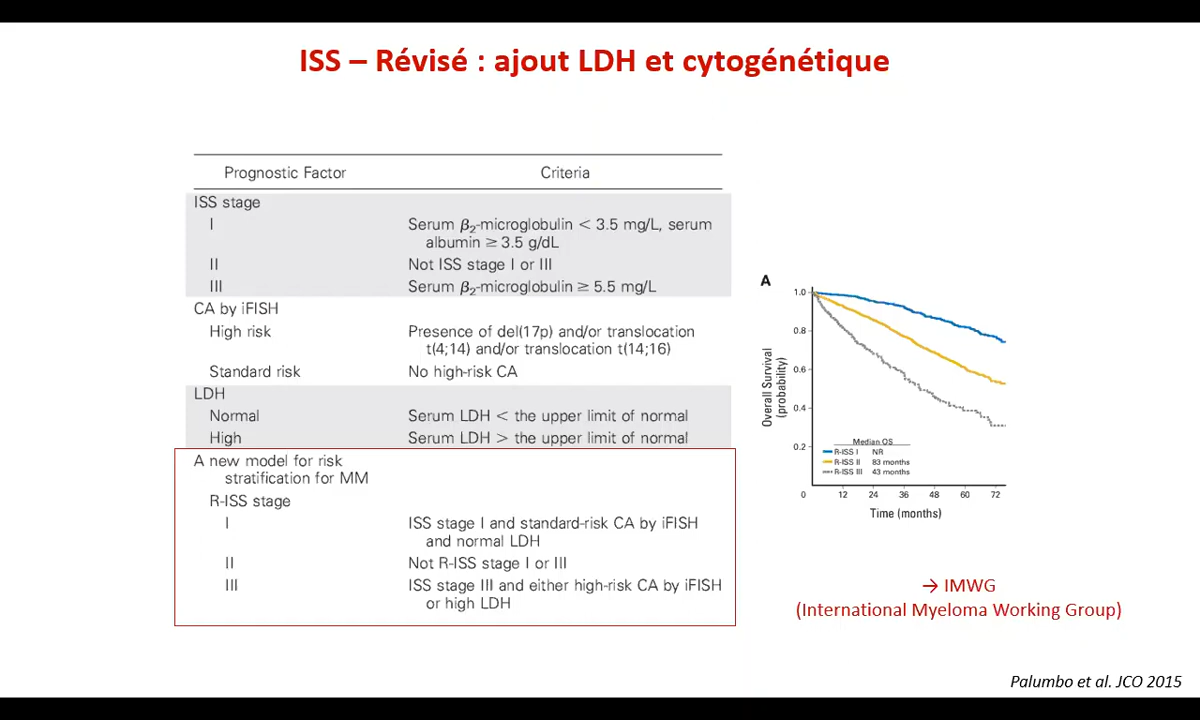 ISS – Révisé : ajout LDH et cytogénétique
Prognostic Factor Criteria
ISS stage
I Serum β₂-microglobulin < 3.5 mg/L, serum
albumin ≥ 3.5 g/dL
II Not ISS stage I or III
III Serum β₂-microglobulin ≥ 5.5 mg/L
CA by iFISH
High risk Presence of del(17p) and/or translocation
t(4;14) and/or translocation t(14;16)
Standard risk No high-risk CA
LDH
Normal Serum LDH < the upper limit of normal
High Serum LDH > the upper limit of normal
A new model for risk
stratification for MM
R-ISS stage
I ISS stage I and standard-risk CA by iFISH
and normal LDH
II Not R-ISS stage I or III
III ISS stage III and either high-risk CA by iFISH
or high LDH
A
1.0
0.8
0.6
0.4
0.2
Overall Survival
(probability)
Median OS
R-ISS I NR
R-ISS II 83 months
R-ISS III 43 months
0 12 24 36 48 60 72
Time (months)
→ IMWG
(International Myeloma Working Group)
Palumbo et al. JCO 2015